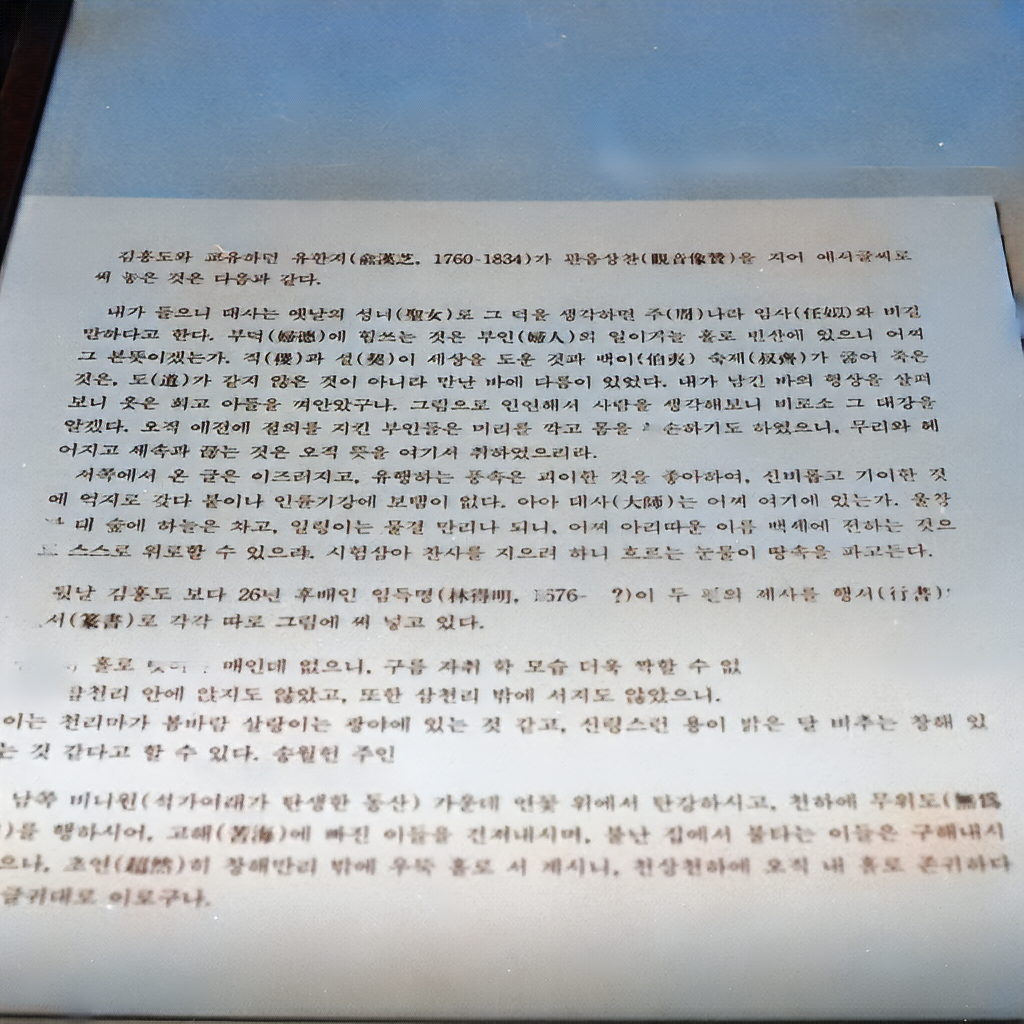 김홍도와 교유하던 유한지(兪漢芝, 1760-1834)가 관음상찬(觀音像贊)을 지어 예서글씨로
써 놓은 것은 다음과 같다.
내가 들으니 대사는 옛날의 성녀(聖女)로 그 덕을 생각하면 주(周)나라 임사(任姒)와 비길
만하다고 한다. 부덕(婦德)에 힘쓰는 것은 부인(婦人)의 일이거늘 홀로 빈산에 있으니 어찌
그 본뜻이겠는가. 직(稷)과 설(契)이 세상을 도운 것과 백이(伯夷) 숙제(叔齊)가 굶어 죽은
것은, 도(道)가 같지 않은 것이 아니라 만난 바에 다름이 있었다. 내가 남긴 바의 형상을 살펴
보니 옷은 희고 아들을 껴안았구나. 그림으로 인연해서 사람을 생각해보니 비로소 그 대강을
알겠다. 오직 예전에 절의를 지킨 부인들은 머리를 깎고 몸을 손하기도 하였으니, 무리와 헤
어지고 세속과 끊는 것은 오직 뜻을 여기서 취하였으리라.
서쪽에서 온 글은 이즈러지고, 유행하는 풍속은 괴이한 것을 좋아하여, 신비롭고 기이한 것
에 억지로 갖다 붙이나 인륜기강에 보탬이 없다. 아아 대사(大師)는 어찌 여기에 있는가. 울창
대 숲에 하늘은 차고, 일렁이는 물결 만리나 되니, 어찌 아리따운 이름 백세에 전하는 것으
스스로 위로할 수 있으랴. 시험삼아 찬사를 지으려 하니 흐르는 눈물이 땅속을 파고든다.
뒷날 김홍도 보다 26년 후배인 임득명(林得明, ?)이 두 편의 제사를 행서(行書)
서(篆書)로 각각 따로 그림에 써 넣고 있다.
홀로 매인데 없으니, 구름 자취 학 모습 더욱 짝할 수 없
삼천리 안에 앉지도 않았고, 또한 삼천리 밖에 서지도 않았으니.
이는 천리마가 봄바람 살랑이는 광야에 있는 것 같고, 신령스런 용이 밝은 달 비추는 창해 있
는 것 같다고 할 수 있다. 송월헌 주인
남쪽 비니원(석가여래가 탄생한 동산) 가운데 연꽃 위에서 탄강하시고, 천하에 무위도(無爲
)를 행하시어, 고해(苦海)에 빠진 이들을 건져내시며, 불난 집에서 불타는 이들은 구해내시
으나, 초연(超然)히 창해만리 밖에 우뚝 홀로 서 계시니, 천상천하에 오직 내 홀로 존귀하다
글귀대로 이로구나.